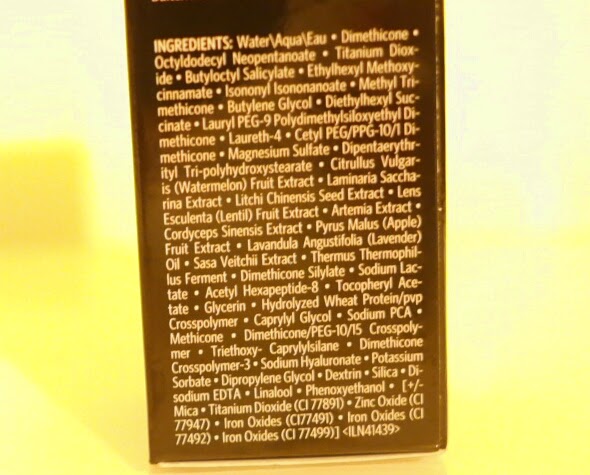 INGREDIENTS: Water\Aqua\Eau • Dimethicone •
Octyldodecyl Neopentanoate • Titanium Diox-
ide • Butyloctyl Salicylate • Ethylhexyl Methoxy-
cinnamate • Isononyl Isononanoate • Methyl Tri-
methicone • Butylene Glycol • Diethylhexyl Suc-
cinate • Lauryl PEG-9 Polydimethylsiloxyethyl Di-
methicone • Laureth-4 • Cetyl PEG/PPG-10/1 Di-
methicone • Magnesium Sulfate • Dipentaerythr-
ityl Tri-polyhydroxystearate • Citrullus Vulgar-
is (Watermelon) Fruit Extract • Laminaria Saccha-
rina Extract • Litchi Chinensis Seed Extract • Lens
Esculenta (Lentil) Fruit Extract • Artemia Extract •
Cordyceps Sinensis Extract • Pyrus Malus (Apple)
Fruit Extract • Lavandula Angustifolia (Lavender)
Oil • Sasa Veitchii Extract • Thermus Thermophil-
lus Ferment • Dimethicone Silylate • Sodium Lac-
tate • Acetyl Hexapeptide-8 • Tocopheryl Ace-
tate • Glycerin • Hydrolyzed Wheat Protein/pvp
Crosspolymer • Caprylyl Glycol • Sodium PCA •
Methicone • Dimethicone/PEG-10/15 Crosspoly-
mer • Triethoxy- Caprylylsilane • Dimethicone
Crosspolymer-3 • Sodium Hyaluronate • Potassium
Sorbate • Dipropylene Glycol • Dextrin • Silica • Di-
sodium EDTA • Linalool • Phenoxyethanol • [+/-
Mica • Titanium Dioxide (CI 77891) • Zinc Oxide (CI
77947) • Iron Oxides (CI77491) • Iron Oxides (CI
77492) • Iron Oxides (CI 77499)] <ILN41439>